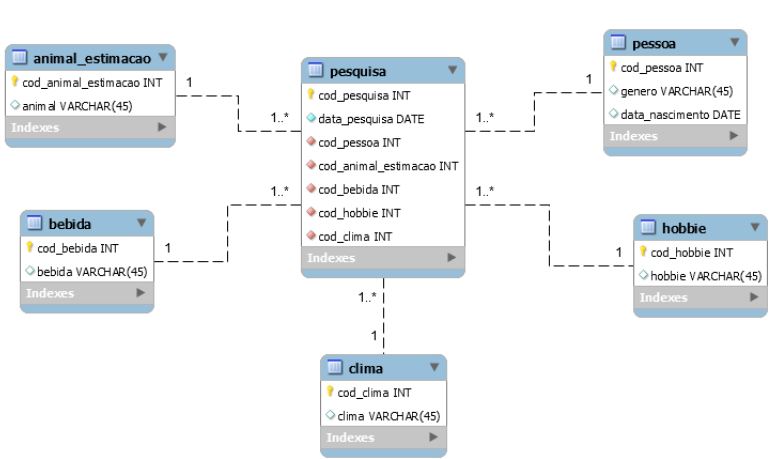 animal_estimacao
cod_animal_estimacao INT
animal VARCHAR(45)
Indexes
1
1..*
pesquisa
cod_pesquisa INT
data_pesquisa DATE
cod_pessoa INT
cod_animal_estimacao INT
cod_bebida INT
cod_hobbie INT
cod_clima INT
Indexes
pessoa
cod_pessoa INT
genero VARCHAR(45)
data_nascimento DATE
Indexes
1
1..*
bebida
cod_bebida INT
bebida VARCHAR(45)
Indexes
1
1..*
hobbie
cod_hobbie INT
hobbie VARCHAR(45)
Indexes
1
1..*
1..*
1
clima
cod_clima INT
clima VARCHAR(45)
Indexes